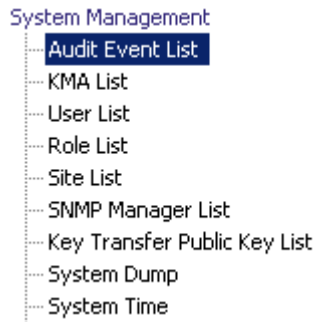 System Management
Audit Event List
KMA List
User List
Role List
Site List
SNMP Manager List
Key Transfer Public Key List
System Dump
System Time